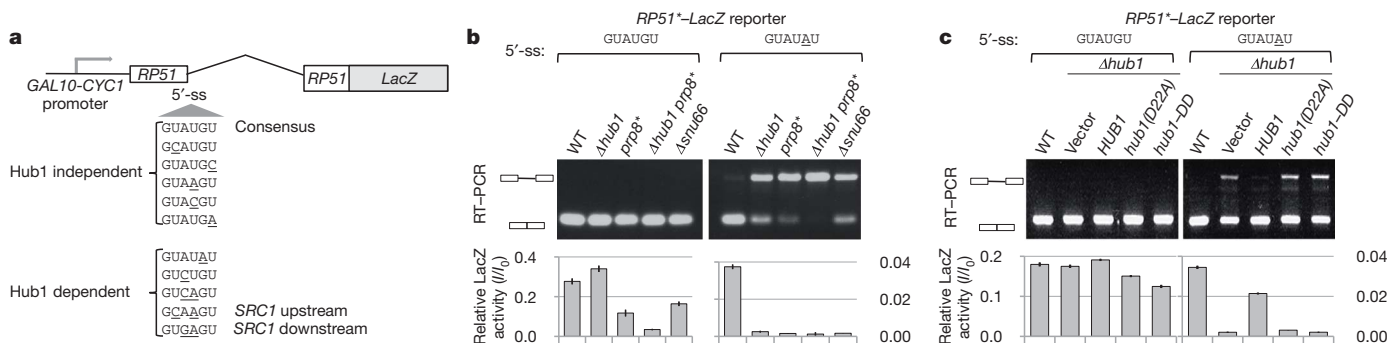 a
RP51
RP51
LacZ
GAL10-CYC1
promoter
5′-ss
GUAUGU Consensus
GCAUGU
GUAUGC
Hub1 independent
GUAAGU
GUACGU
GUAUGA
GUAUAU
GUCUGU
Hub1 dependent
GUCAGU
GCAAGU SRC1 upstream
GUGAGU SRC1 downstream
b
RP51*–LacZ reporter
5′-ss: GUAUGU GUAUAU
WT Δhub1 prp8* Δhub1 prp8* Δsnu66 WT Δhub1 prp8* Δhub1 prp8* Δsnu66
RT–PCR
Relative LacZ
activity (I/I0)
0.4
0.2
0.0
0.04
0.02
0.00
c
RP51*–LacZ reporter
5′-ss: GUAUGU GUAUAU
Δhub1 Δhub1
WT Vector HUB1 hub1(D22A) hub1–DD WT Vector HUB1 hub1(D22A) hub1–DD
RT–PCR
Relative LacZ
activity (I/I0)
0.2
0.1
0.0
0.04
0.02
0.00